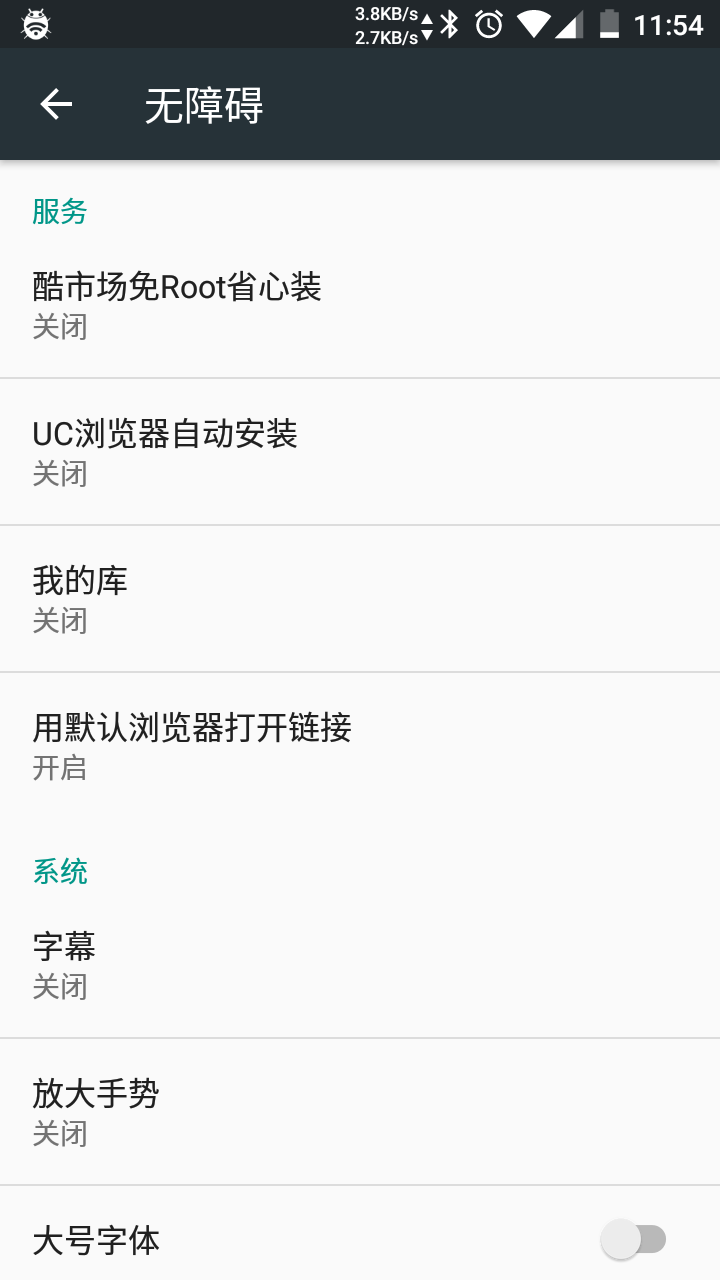 3.8KB/s
2.7KB/s
11:54
无障碍
服务
酷市场免Root省心装
关闭
UC浏览器自动安装
关闭
我的库
关闭
用默认浏览器打开链接
开启
系统
字幕
关闭
放大手势
关闭
大号字体